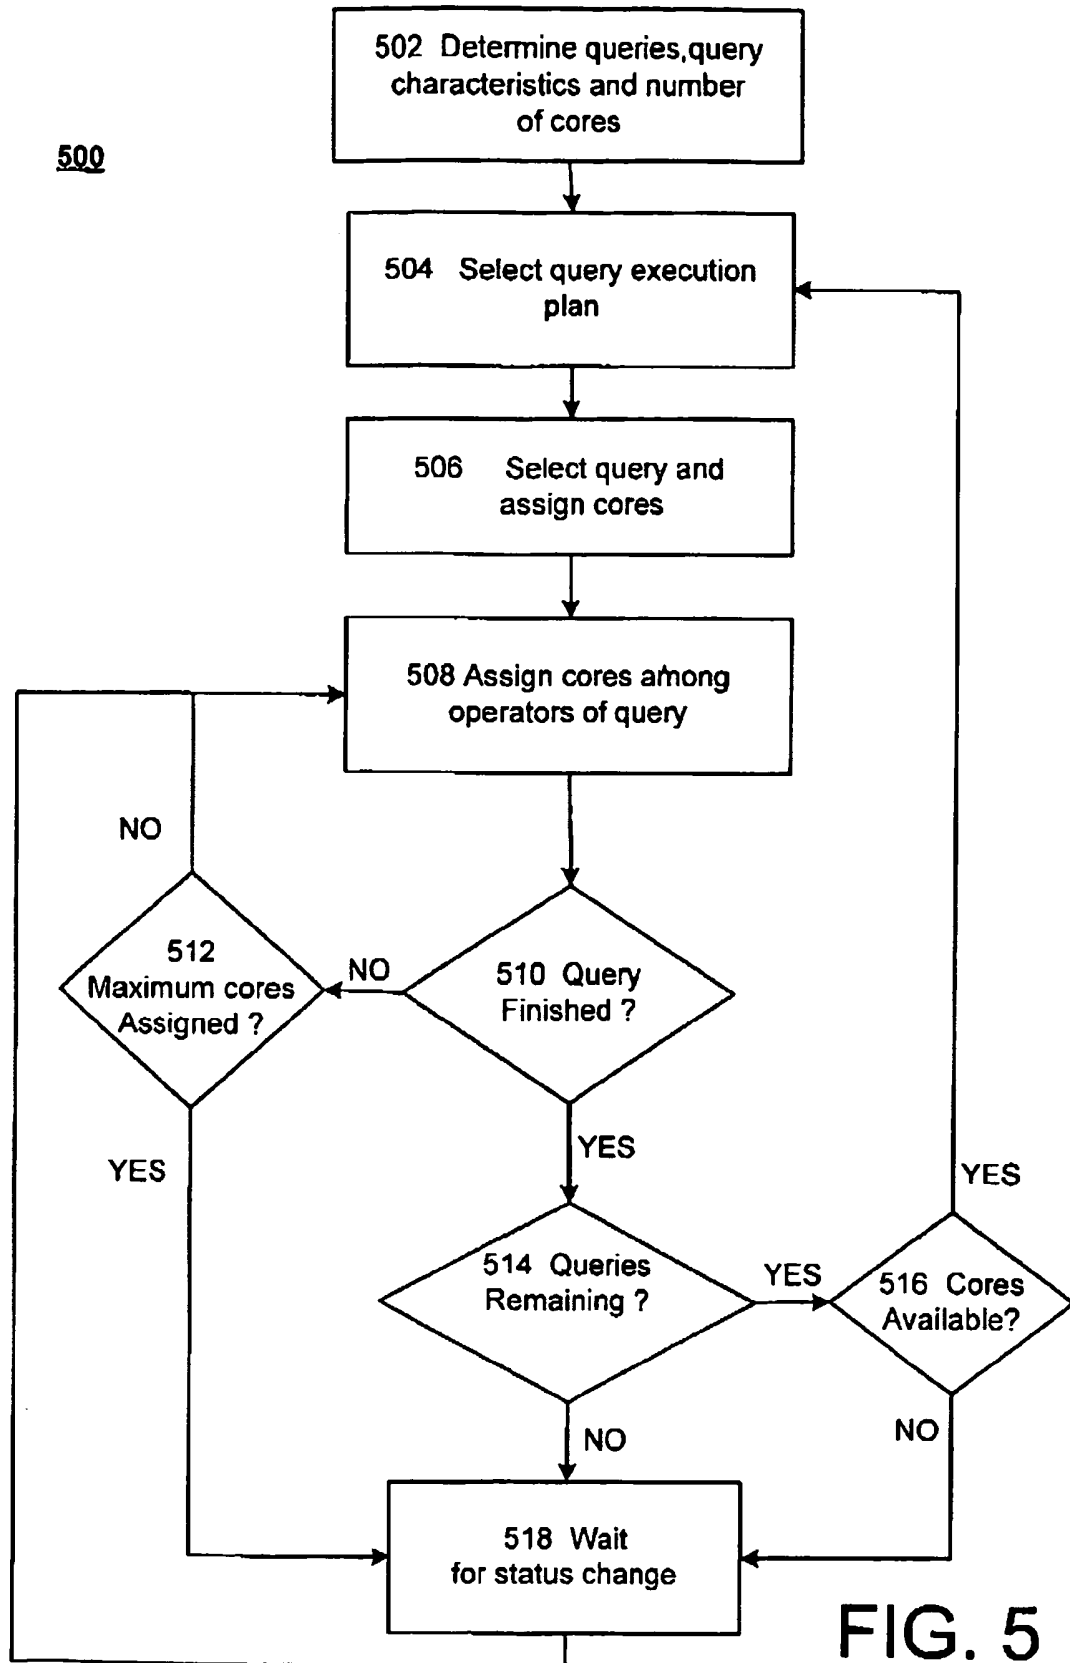 502 Determine queries,query
characteristics and number
of cores
500
504 Select query execution
plan
506 Select query and
assign cores
508 Assign cores among
operators of query
NO
512
Maximum cores
Assigned ?
NO
510 Query
Finished ?
YES
YES
YES
514 Queries
Remaining ?
YES
516 Cores
Available?
NO
NO
518 Wait
for status change
FIG. 5